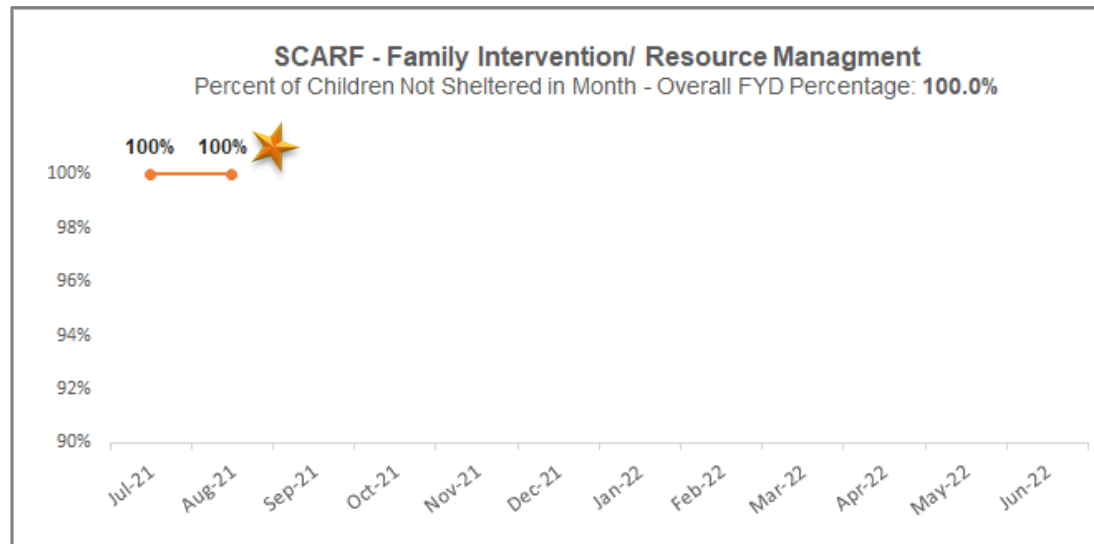 SCARF - Family Intervention/ Resource Managment
Percent of Children Not Sheltered in Month - Overall FYD Percentage: 100.0%
100% 100%
100%
98%
96%
94%
92%
90%
Jul-21 Aug-21 Sep-21 Oct-21 Nov-21 Dec-21 Jan-22 Feb-22 Mar-22 Apr-22 May-22 Jun-22